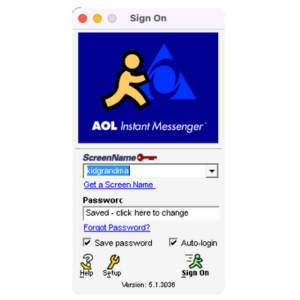 Sign On
AOL Instant Messenger™
ScreenName
kidgrandma
Get a Screen Name
Password
Saved - click here to change
Forgot Password?
Save password
Auto-login
Help
Setup
Sign On
Version: 5.1.3036